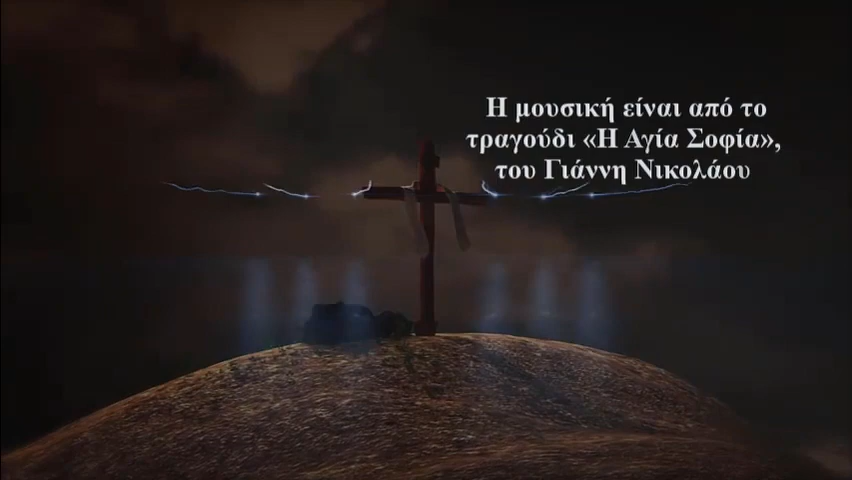 Η μουσική είναι από το
τραγούδι «Η Αγία Σοφία»,
του Γιάννη Νικολάου